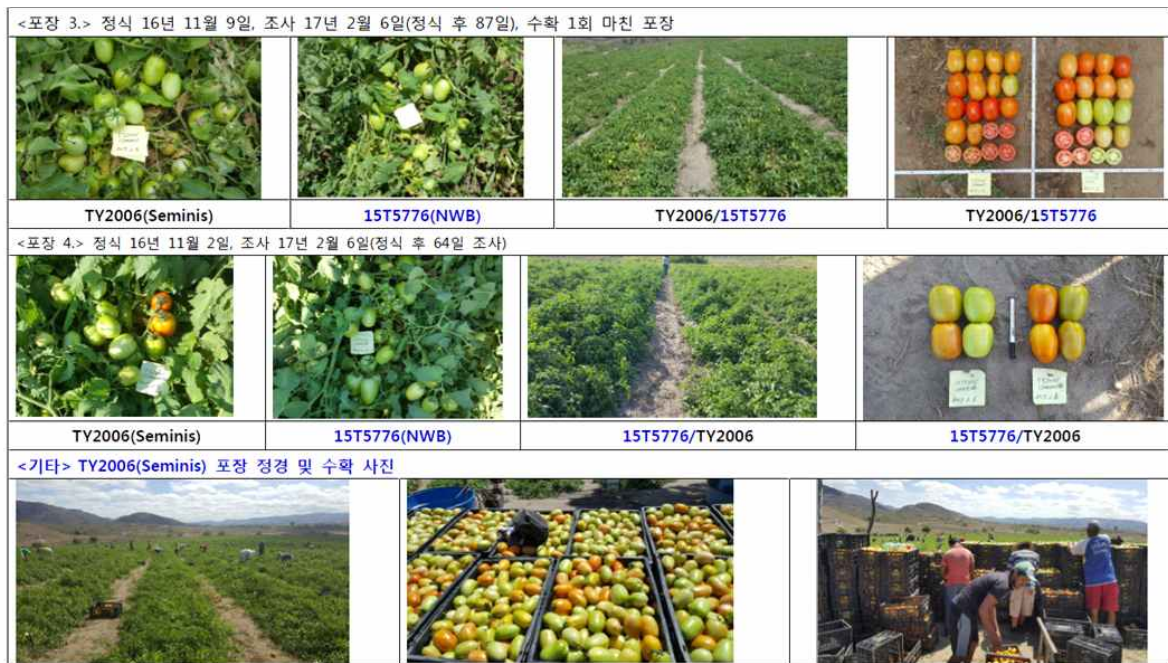 <포장 3.> 정식 16년 11월 9일, 조사 17년 2월 6일(정식 후 87일), 수확 1회 마친 포장
TY2006(Seminis) 15T5776(NWB) TY2006/15T5776 TY2006/15T5776
<포장 4.> 정식 16년 11월 2일, 조사 17년 2월 6일(정식 후 64일 조사)
TY2006(Seminis) 15T5776(NWB) 15T5776/TY2006 15T5776/TY2006
<기타> TY2006(Seminis) 포장 정경 및 수확 사진